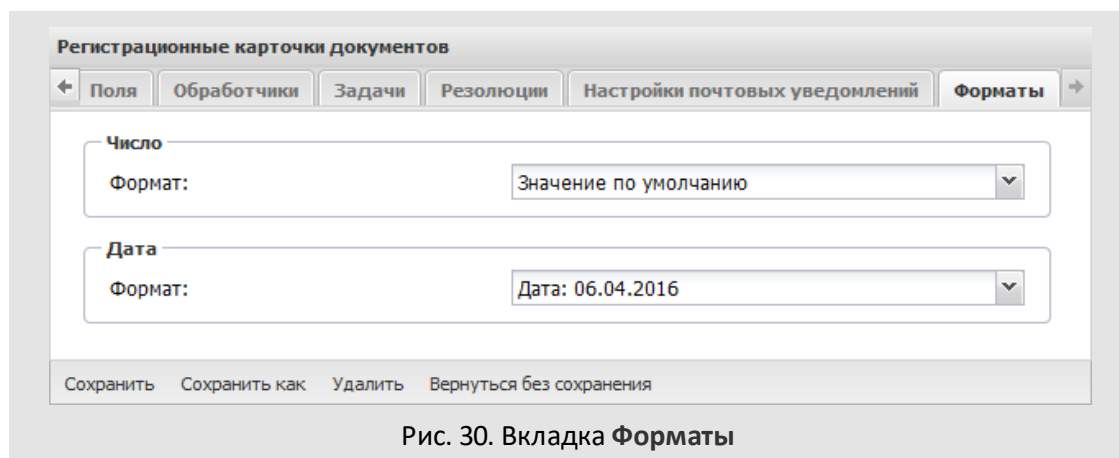 Регистрационные карточки документов
Поля Обработчики Задачи Резолюции Настройки почтовых уведомлений Форматы
Число
Формат: Значение по умолчанию
Дата
Формат: Дата: 06.04.2016
Сохранить Сохранить как Удалить Вернуться без сохранения
Рис. 30. Вкладка Форматы